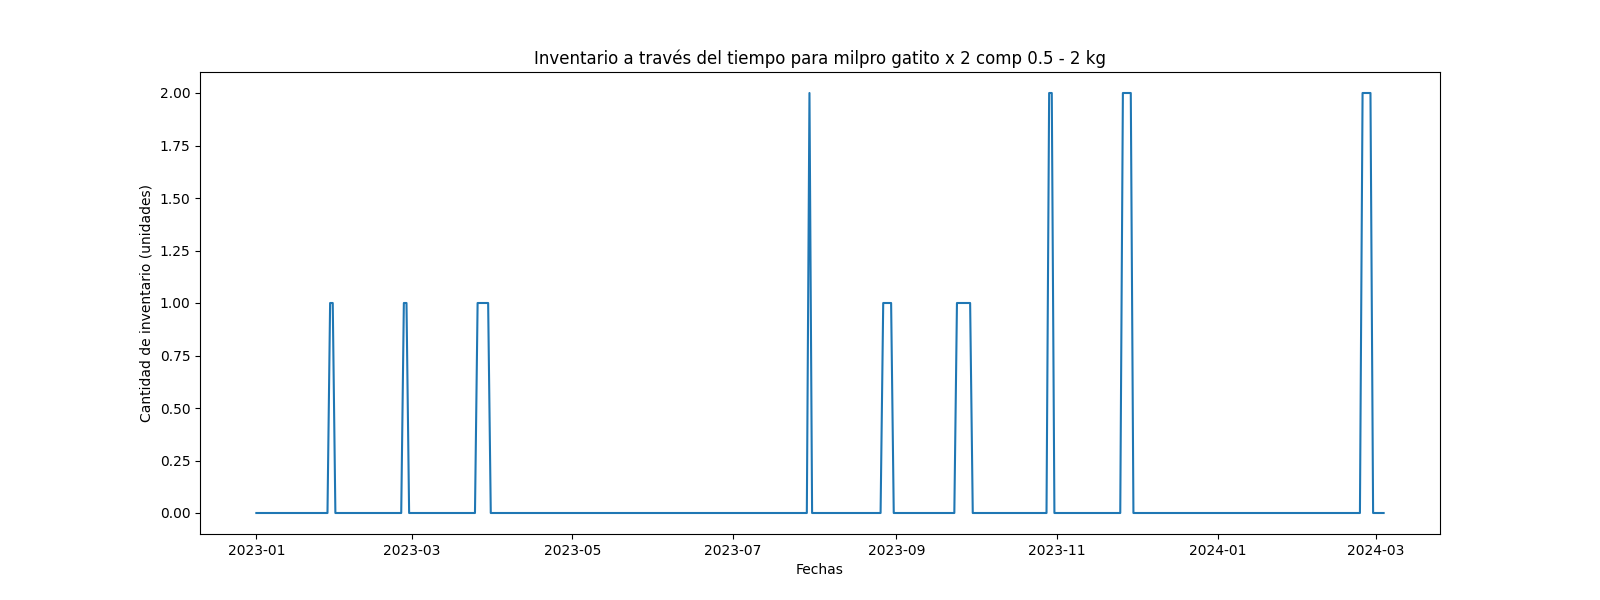 Inventario a través del tiempo para milpro gatito x 2 comp 0.5 - 2 kg
Cantidad de inventario (unidades)
2.00
1.75
1.50
1.25
1.00
0.75
0.50
0.25
0.00
2023-01 2023-03 2023-05 2023-07 2023-09 2023-11 2024-01 2024-03
Fechas